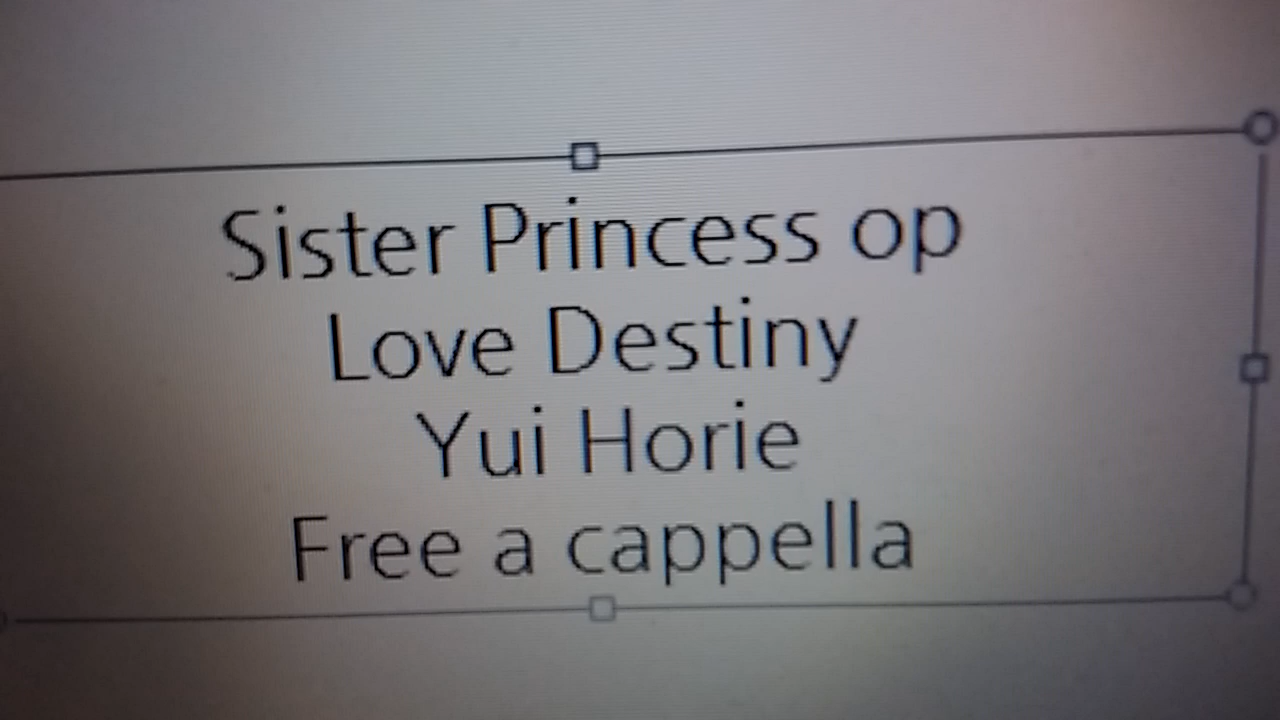 Sister Princess op
Love Destiny
Yui Horie
Free a cappella